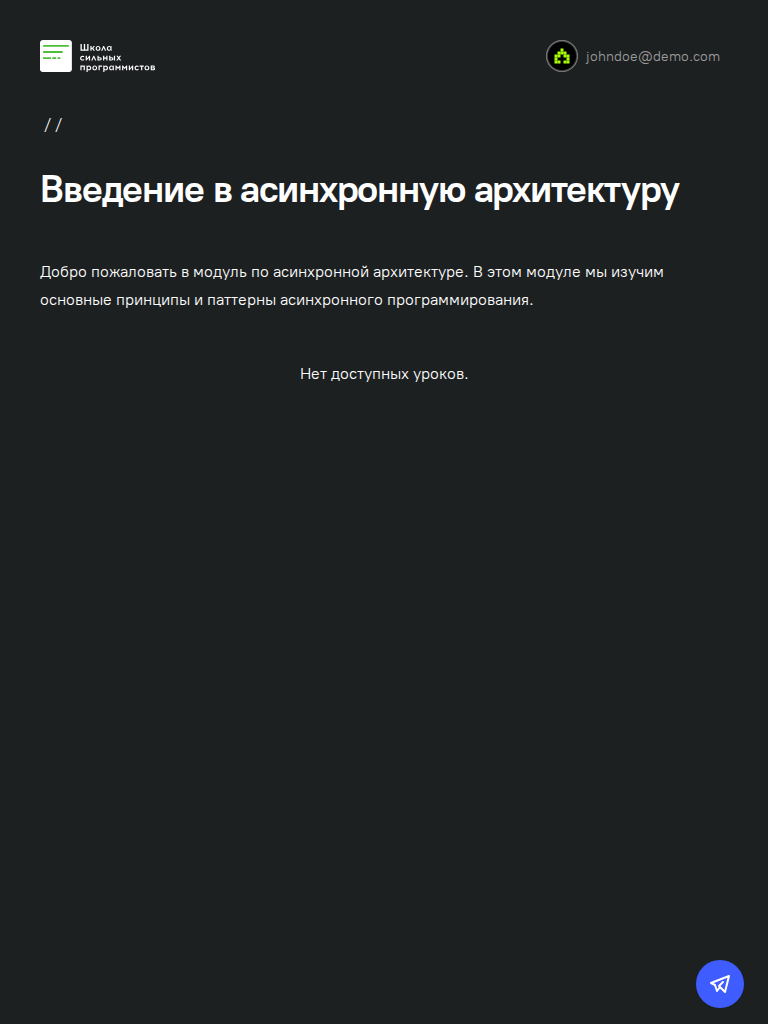 Школа
сильных
программистов
johndoe@demo.com
//
Введение в асинхронную архитектуру
Добро пожаловать в модуль по асинхронной архитектуре. В этом модуле мы изучим
основные принципы и паттерны асинхронного программирования.
Нет доступных уроков.